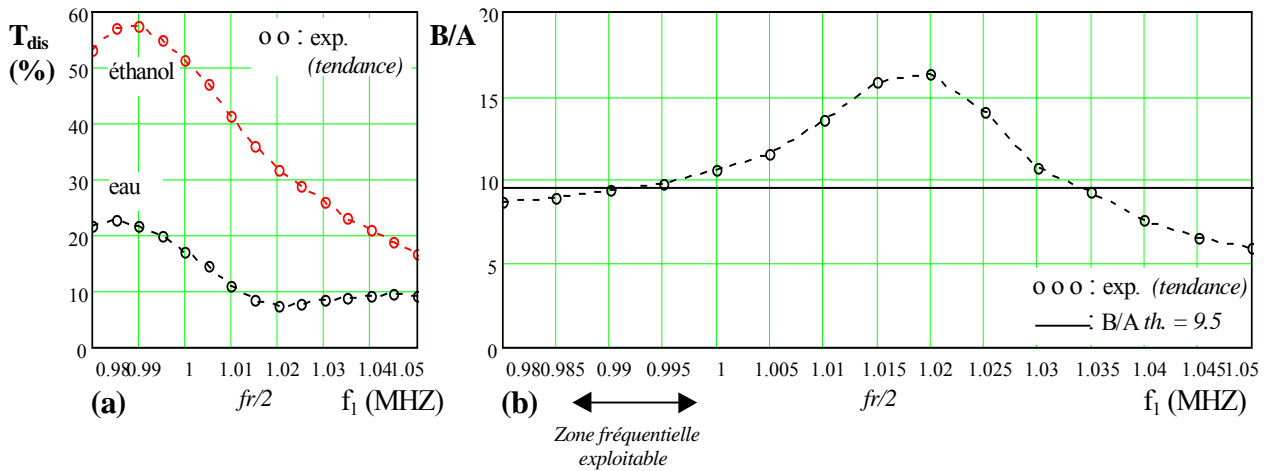 T_dis
(%)
60
50
40
30
20
10
0
o o : exp.
(tendance)
éthanol
eau
0.98 0.99 1 1.01 1.02 1.03 1.04 1.05
(a) fr/2 f₁ (MHZ)
B/A
20
15
10
5
0
o o o : exp. (tendance)
B/A th. = 9.5
0.98 0.985 0.99 0.995 1 1.005 1.01 1.015 1.02 1.025 1.03 1.035 1.04 1.045 1.05
(b) fr/2 f₁ (MHZ)
Zone fréquentielle
exploitable